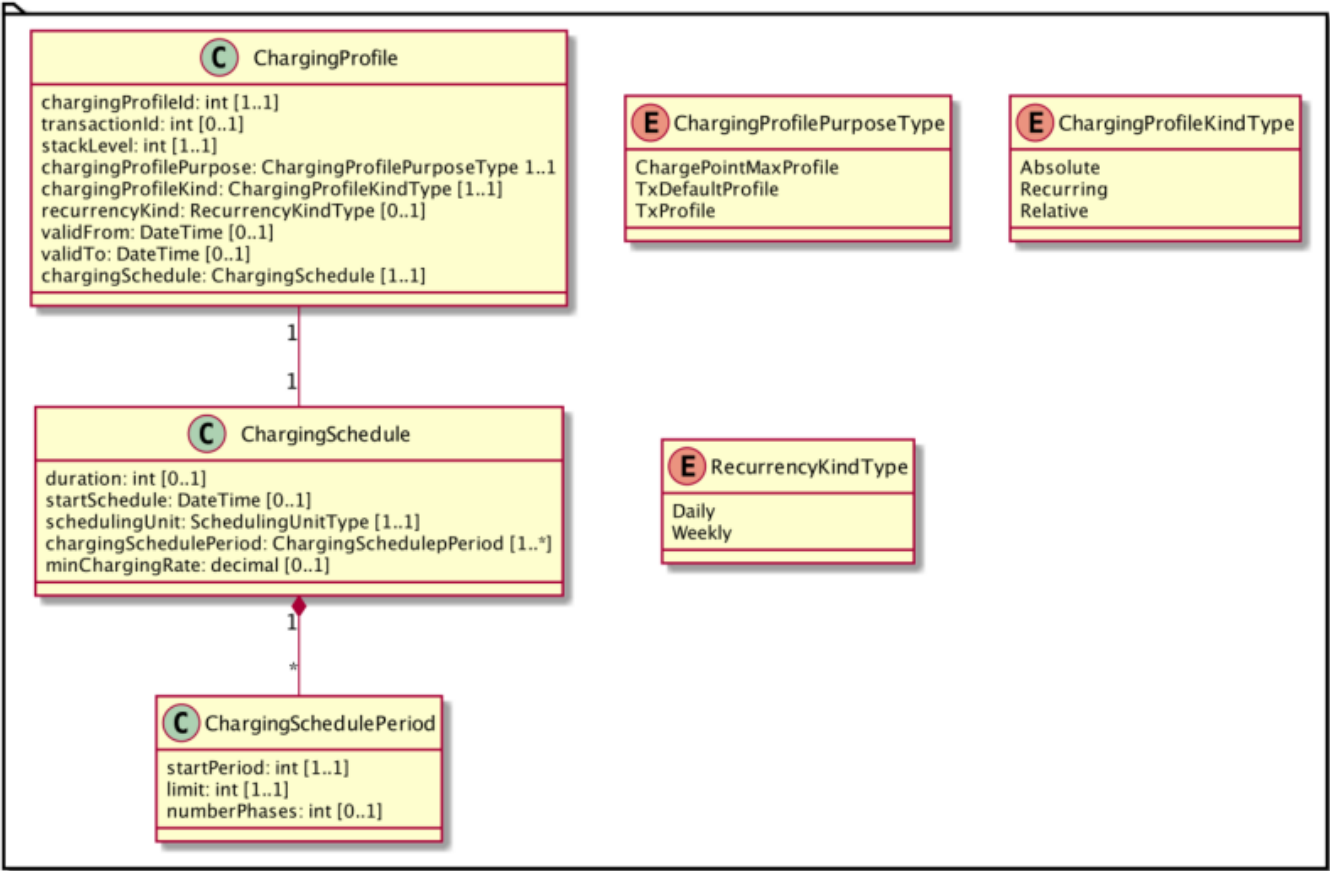 C ChargingProfile
chargingProfileId: int [1..1]
transactionId: int [0..1]
stackLevel: int [1..1]
chargingProfilePurpose: ChargingProfilePurposeType 1..1
chargingProfileKind: ChargingProfileKindType [1..1]
recurrencyKind: RecurrencyKindType [0..1]
validFrom: DateTime [0..1]
validTo: DateTime [0..1]
chargingSchedule: ChargingSchedule [1..1]
E ChargingProfilePurposeType
ChargePointMaxProfile
TxDefaultProfile
TxProfile
E ChargingProfileKindType
Absolute
Recurring
Relative
1
1
C ChargingSchedule
duration: int [0..1]
startSchedule: DateTime [0..1]
schedulingUnit: SchedulingUnitType [1..1]
chargingSchedulePeriod: ChargingSchedulepPeriod [1..*]
minChargingRate: decimal [0..1]
E RecurrencyKindType
Daily
Weekly
1
*
C ChargingSchedulePeriod
startPeriod: int [1..1]
limit: int [1..1]
numberPhases: int [0..1]